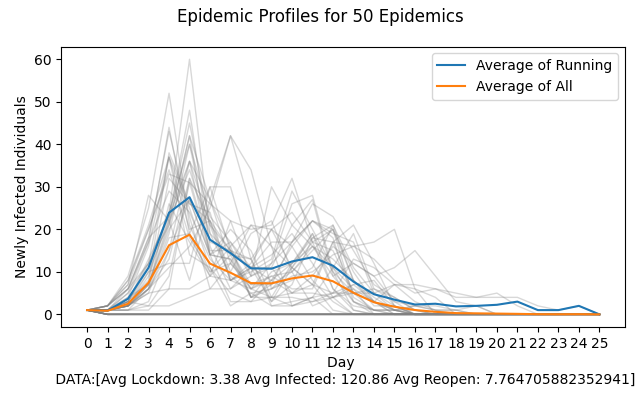 Epidemic Profiles for 50 Epidemics
60
50
40
30
20
10
0
Newly Infected Individuals
Average of Running
Average of All
0 1 2 3 4 5 6 7 8 9 10 11 12 13 14 15 16 17 18 19 20 21 22 23 24 25
Day
DATA:[Avg Lockdown: 3.38 Avg Infected: 120.86 Avg Reopen: 7.764705882352941]